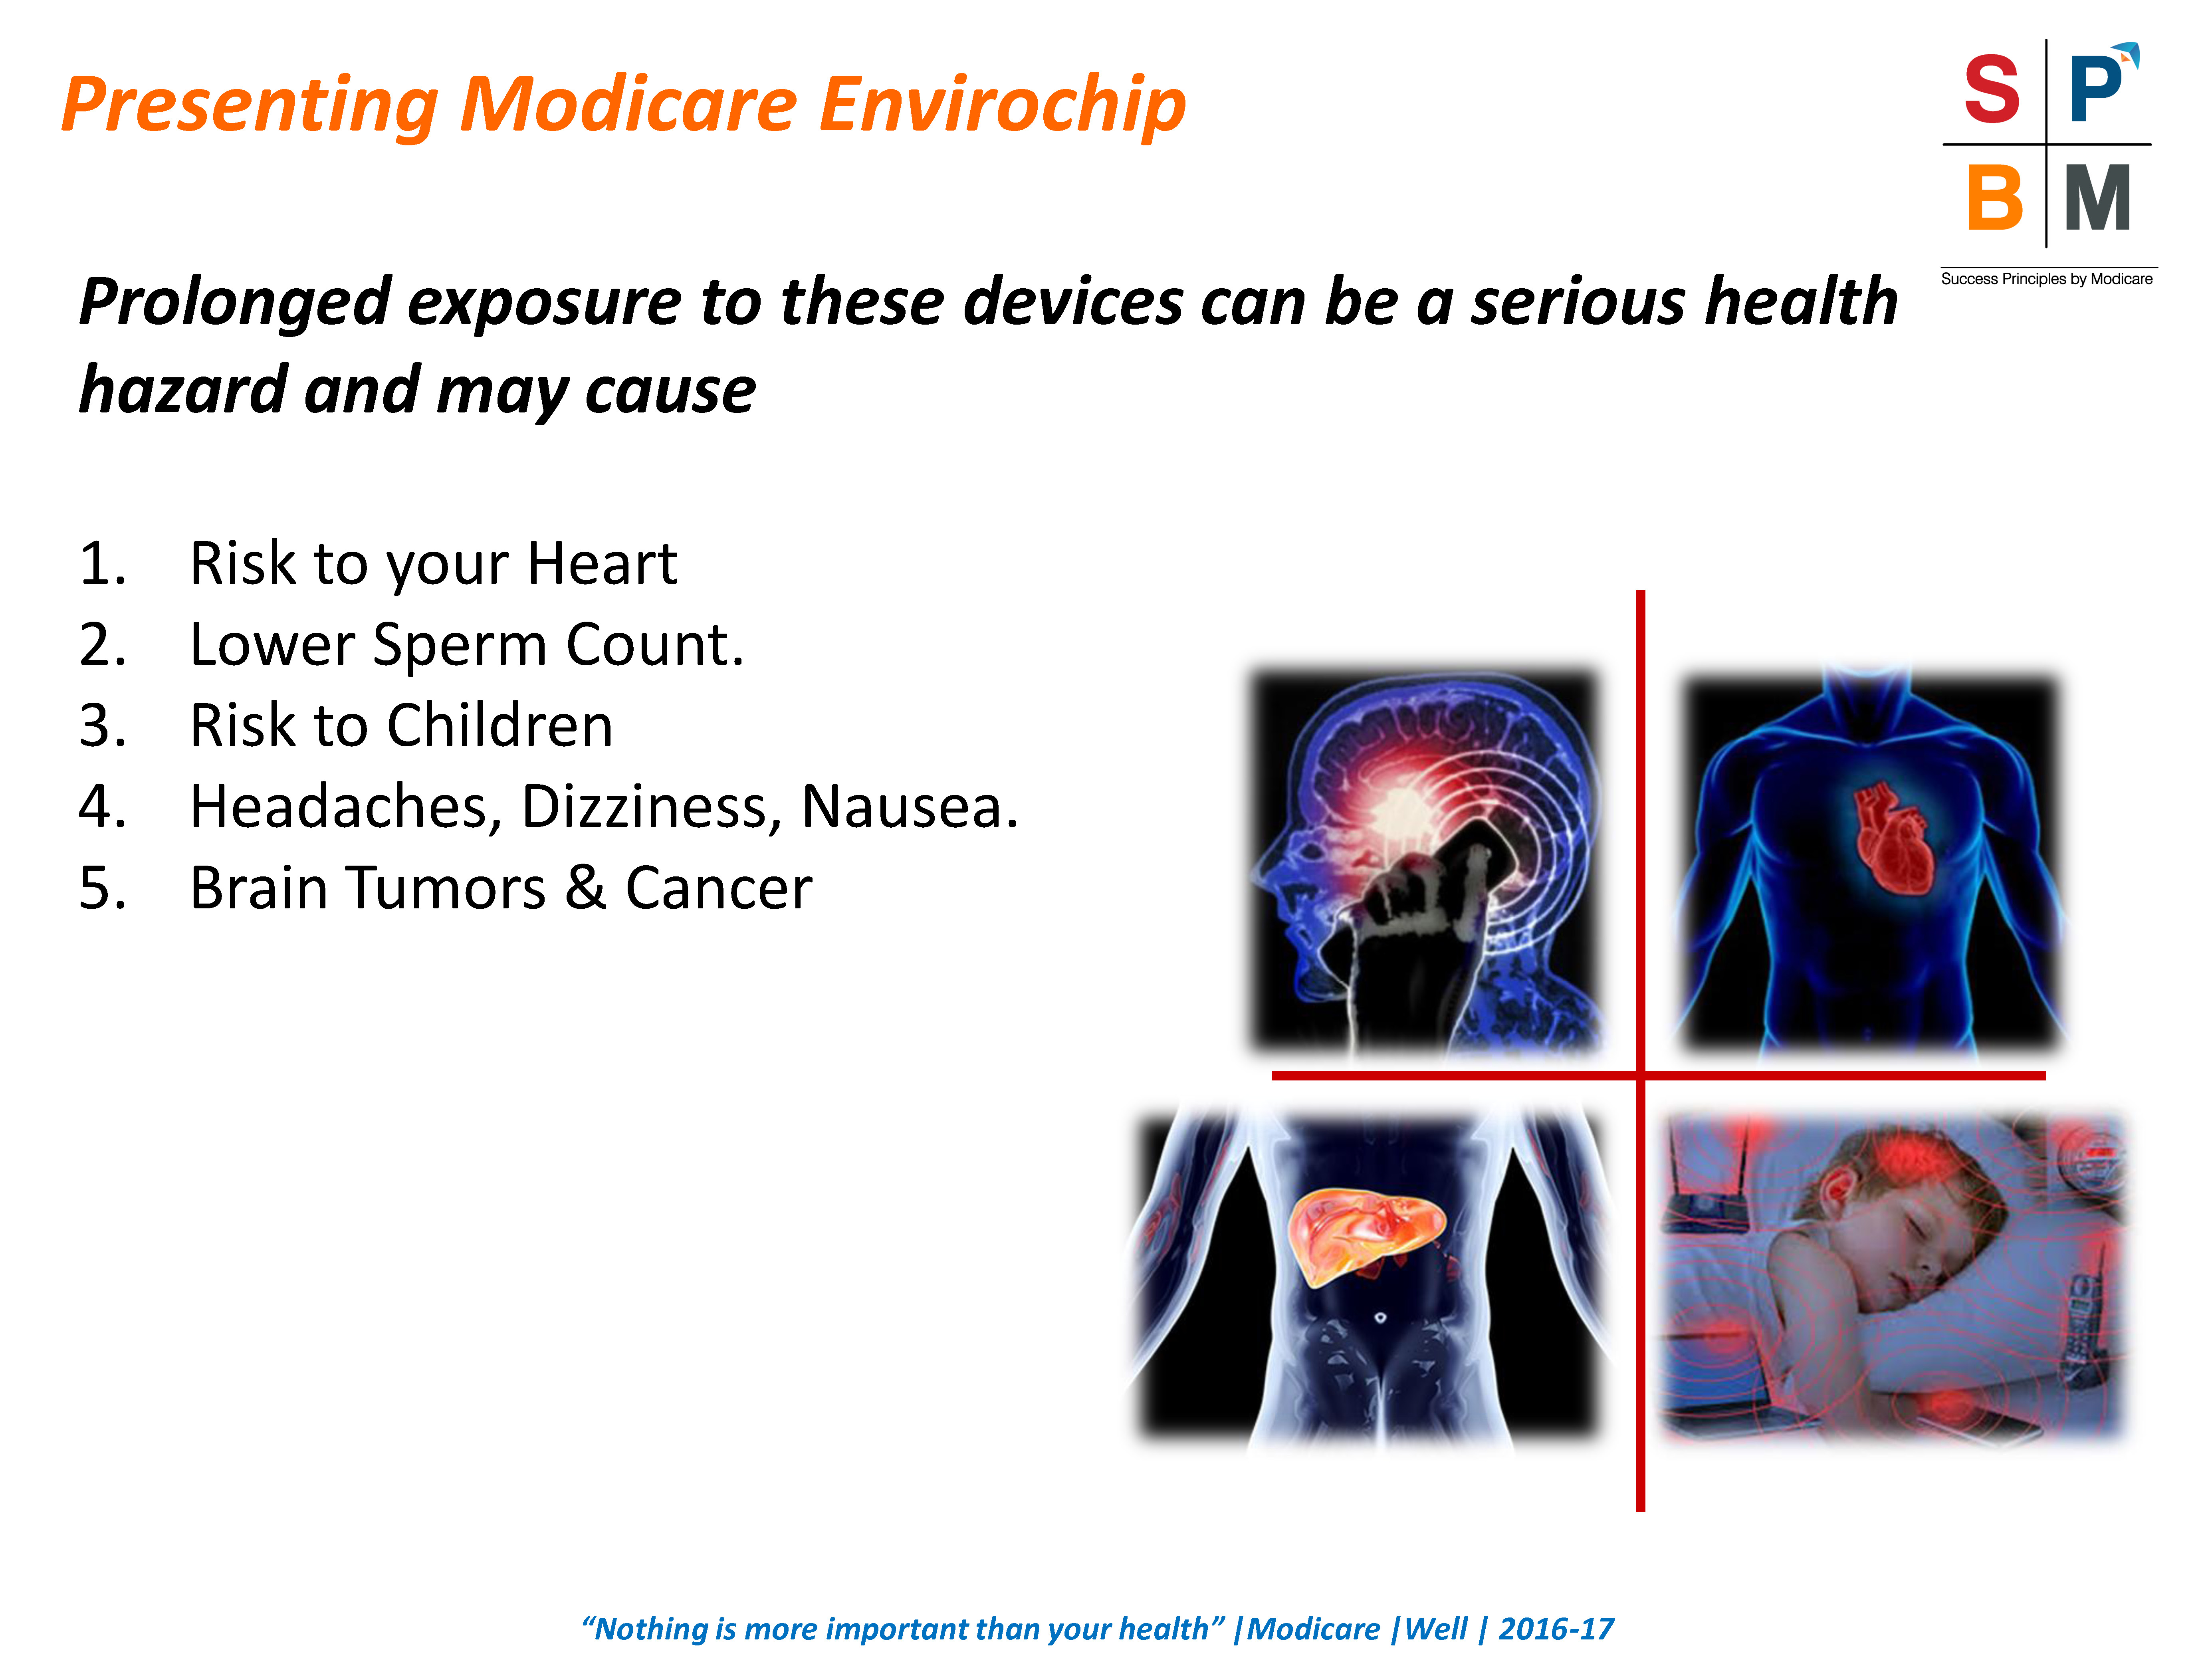 Presenting Modicare Envirochip
S P
B M
Success Principles by Modicare
Prolonged exposure to these devices can be a serious health
hazard and may cause
1. Risk to your Heart
2. Lower Sperm Count.
3. Risk to Children
4. Headaches, Dizziness, Nausea.
5. Brain Tumors & Cancer
“Nothing is more important than your health” |Modicare |Well | 2016-17